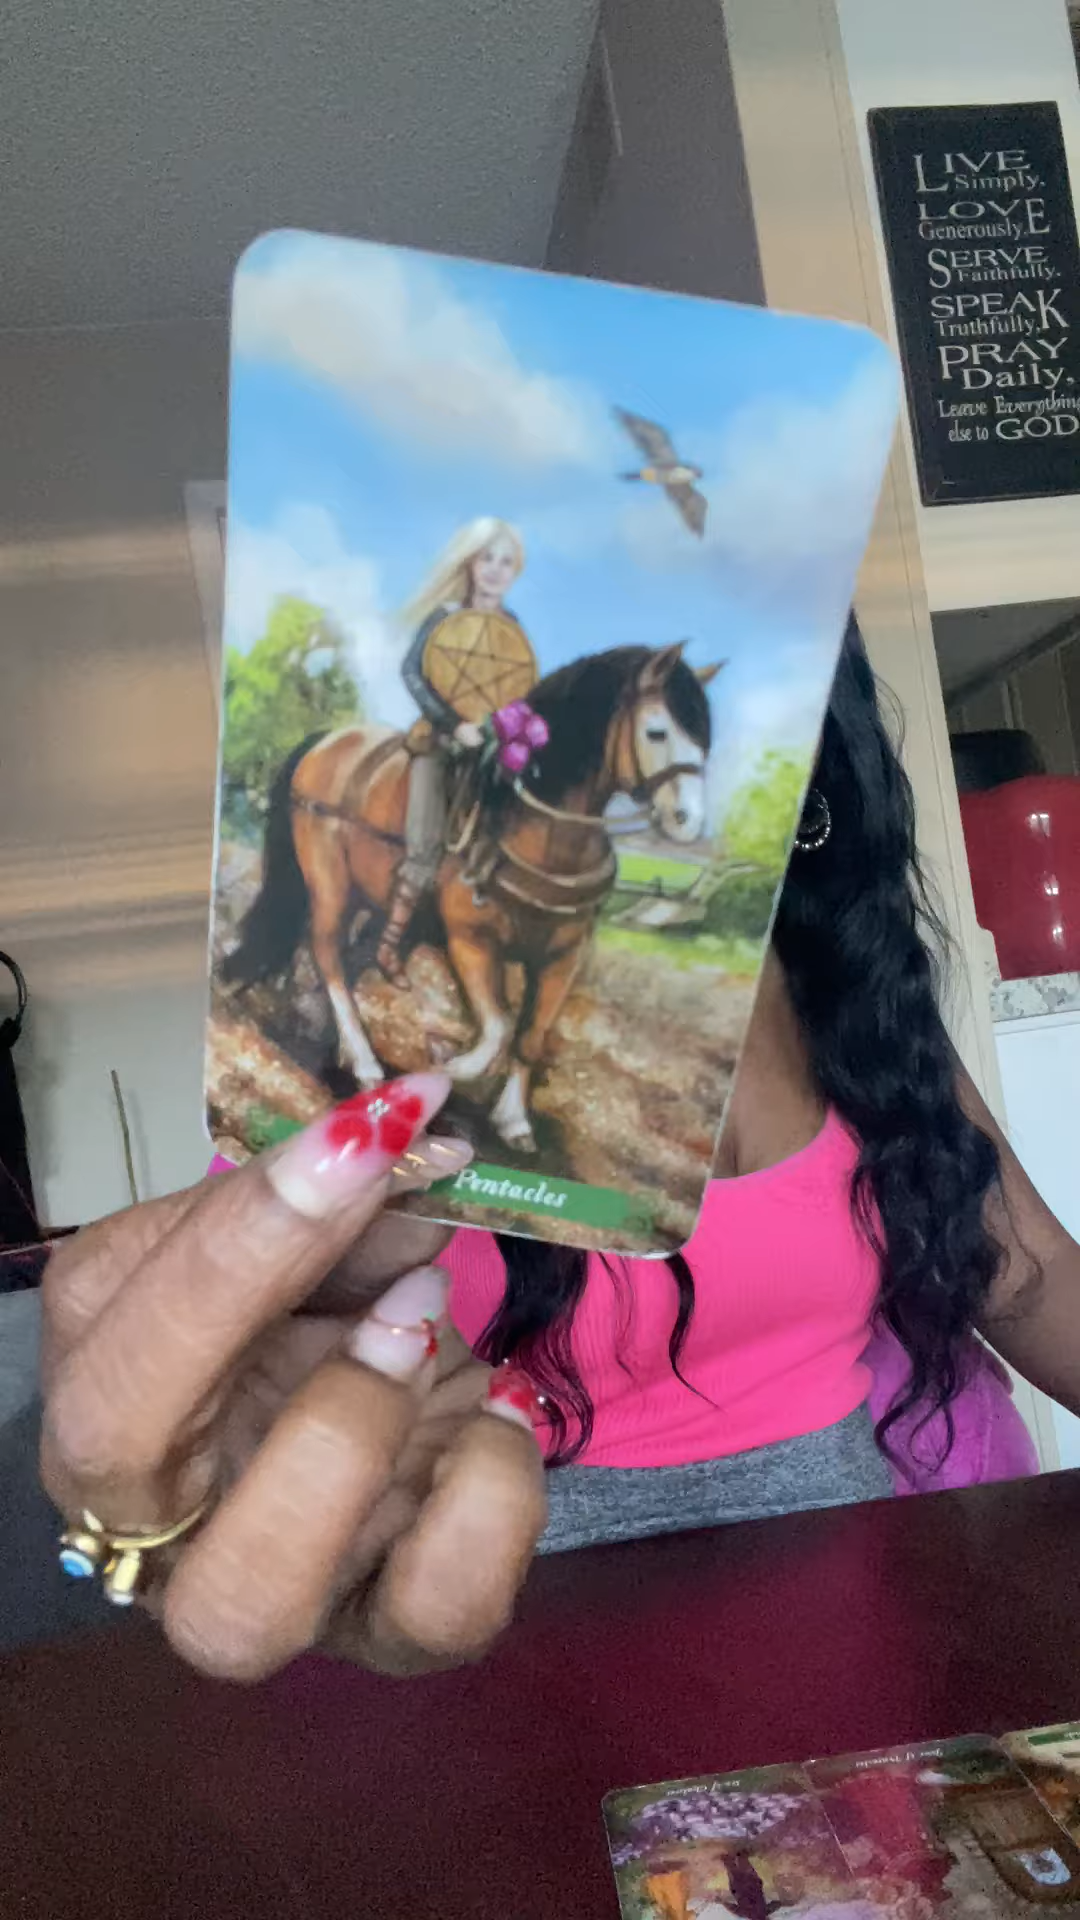 LIVE
Simply,
LOVE
Generously,
SERVE
Faithfully.
SPEAK
Truthfully,
PRAY
Daily,
Leave Everything
else to GOD
Pentacles